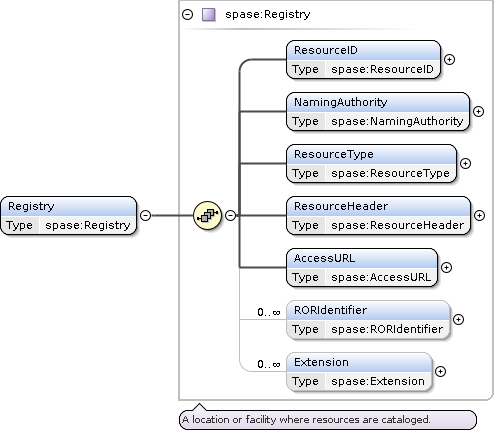 spase:Registry
ResourceID
Type spase:ResourceID
NamingAuthority
Type spase:NamingAuthority
ResourceType
Type spase:ResourceType
Registry
Type spase:Registry
ResourceHeader
Type spase:ResourceHeader
AccessURL
Type spase:AccessURL
0..∞
RORIdentifier
Type spase:RORIdentifier
0..∞
Extension
Type spase:Extension
A location or facility where resources are cataloged.